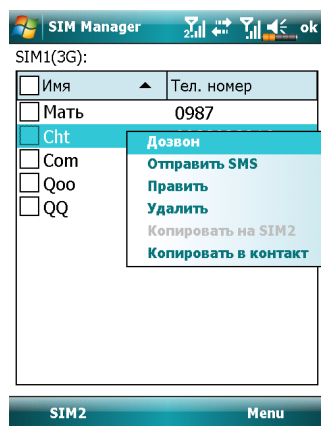 SIM Manager ok
SIM1(3G):
Имя Тел. номер
Мать 0987
Cht
Дозвон
Com
Отправить SMS
Qoo
Править
QQ
Удалить
Копировать на SIM2
Копировать в контакт
SIM2 Menu